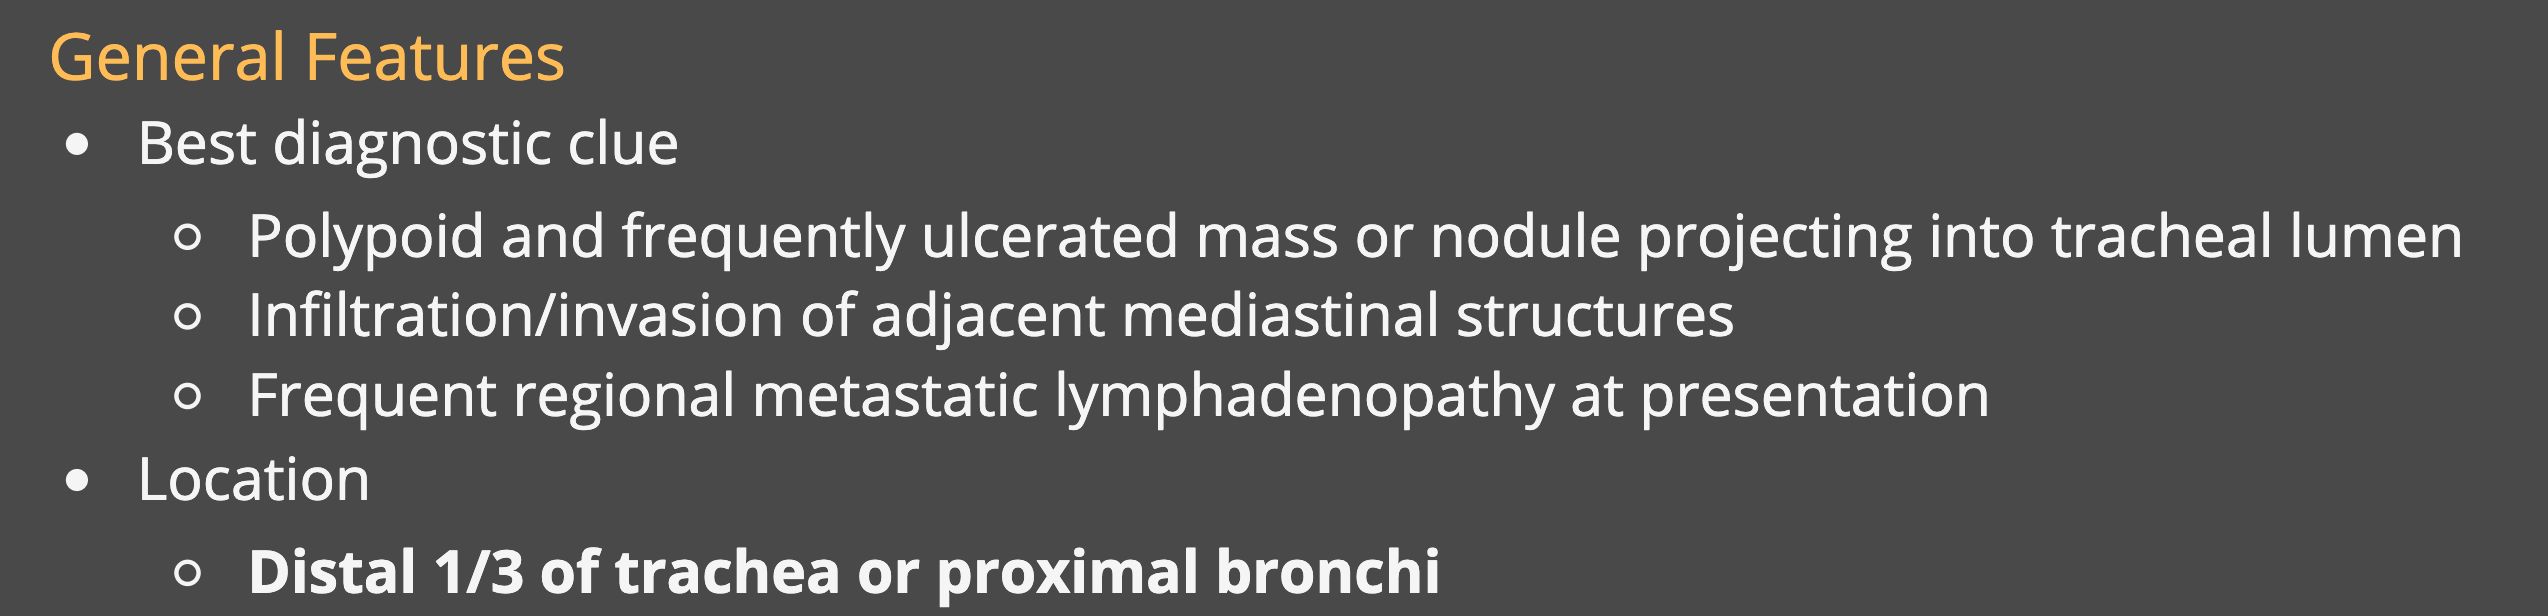 General Features
• Best diagnostic clue
○ Polypoid and frequently ulcerated mass or nodule projecting into tracheal lumen
○ Infiltration/invasion of adjacent mediastinal structures
○ Frequent regional metastatic lymphadenopathy at presentation
• Location
○ Distal 1/3 of trachea or proximal bronchi